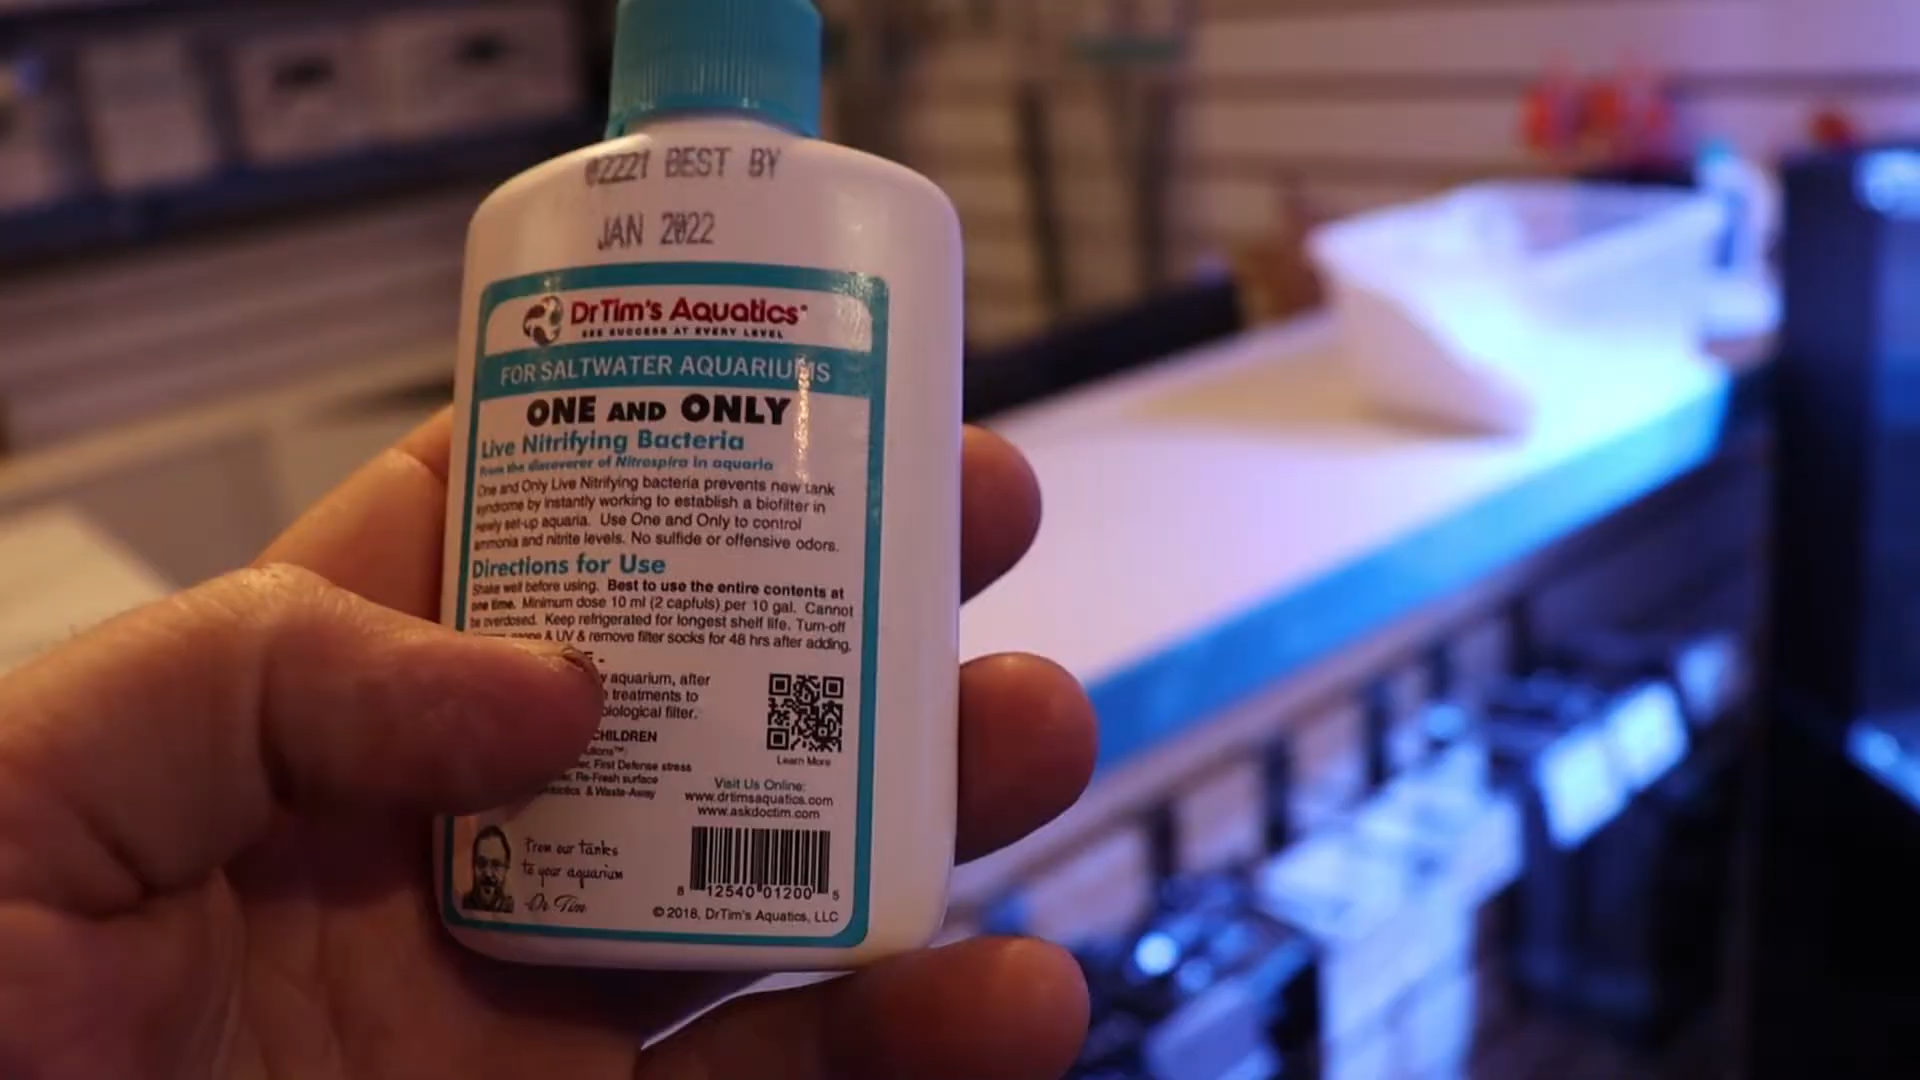 02221 BEST BY
JAN 2022
DrTim's Aquatics
SEE SUCCESS AT EVERY LEVEL
FOR SALTWATER AQUARIUMS
ONE AND ONLY
Live Nitrifying Bacteria
From the discoverer of Nitrospira in aquaria
One and Only Live Nitrifying bacteria prevents new tank
syndrome by instantly working to establish a biofilter in
newly set-up aquaria. Use One and Only to control
ammonia and nitrite levels. No sulfide or offensive odors.
Directions for Use
Shake well before using. Best to use the entire contents at
one time. Minimum dose 10 ml (2 capfuls) per 10 gal. Cannot
be overdosed. Keep refrigerated for longest shelf life. Turn-off
& UV & remove filter socks for 48 hrs after adding.
aquarium, after
treatments to
biological filter.
CHILDREN
First Defense stress
Re-Fresh surface
& Waste-Away
Learn More
Visit Us Online:
www.drtimsaquatics.com
www.askdoctim.com
From our tanks
to your aquarium
-Dr Tim
8 12540 01200 5
© 2018, DrTim's Aquatics, LLC